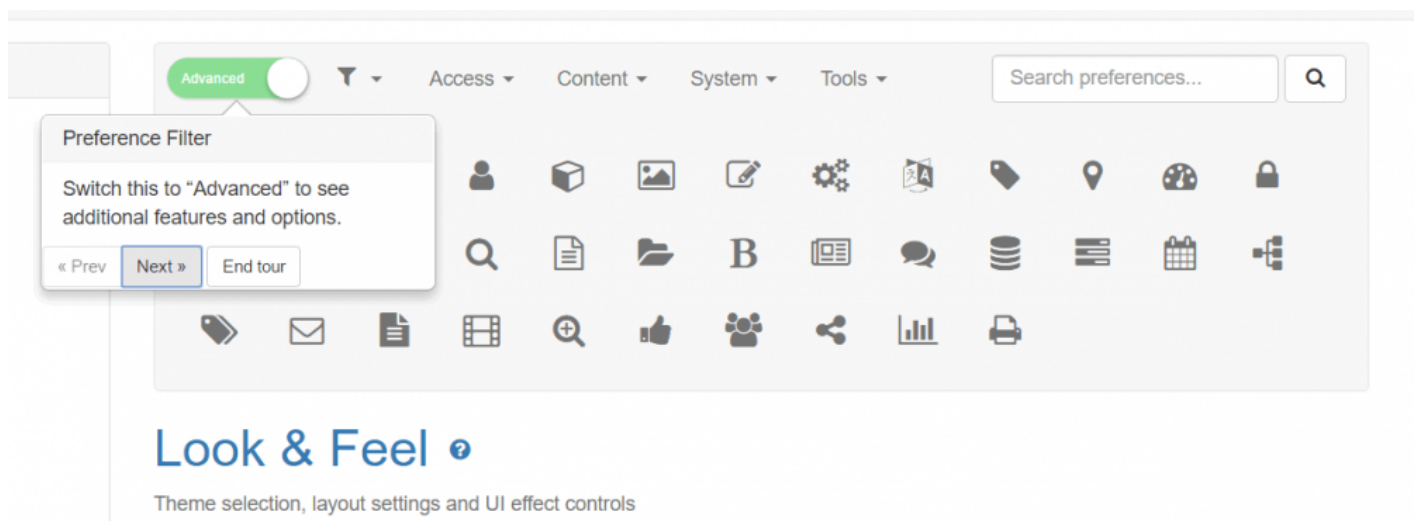 Advanced
Access
Content
System
Tools
Search preferences...
Preference Filter
Switch this to “Advanced” to see
additional features and options.
« Prev
Next »
End tour
Look & Feel
Theme selection, layout settings and UI effect controls